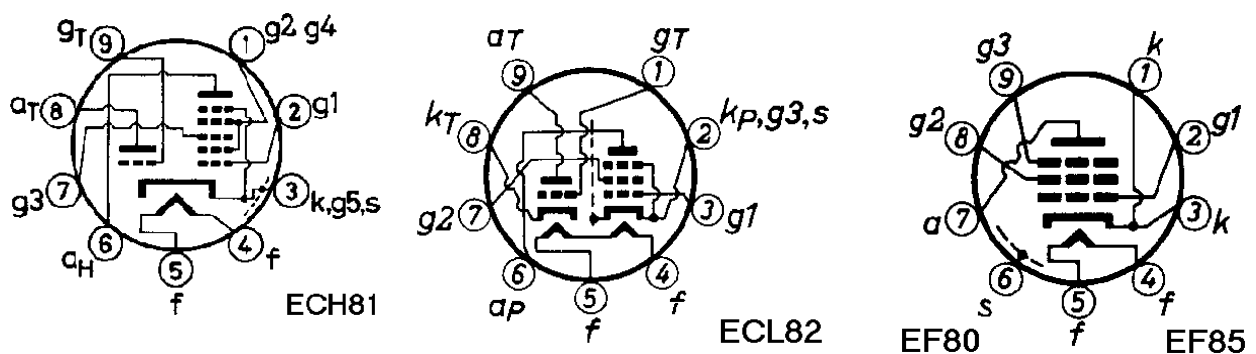 gT 9 1 g2 g4
aT 8 2 g1
g3 7 3 k,g5,s
aH 6 5 4 f
f
ECH81
aT gT
9 1
kT 8 2 kP,g3,s
g2 7 3 g1
6 5 4
aP f f
ECL82
g3 k
9 1
g2 8 2 g1
a 7 3 k
6 5 4
s f f
EF80 EF85